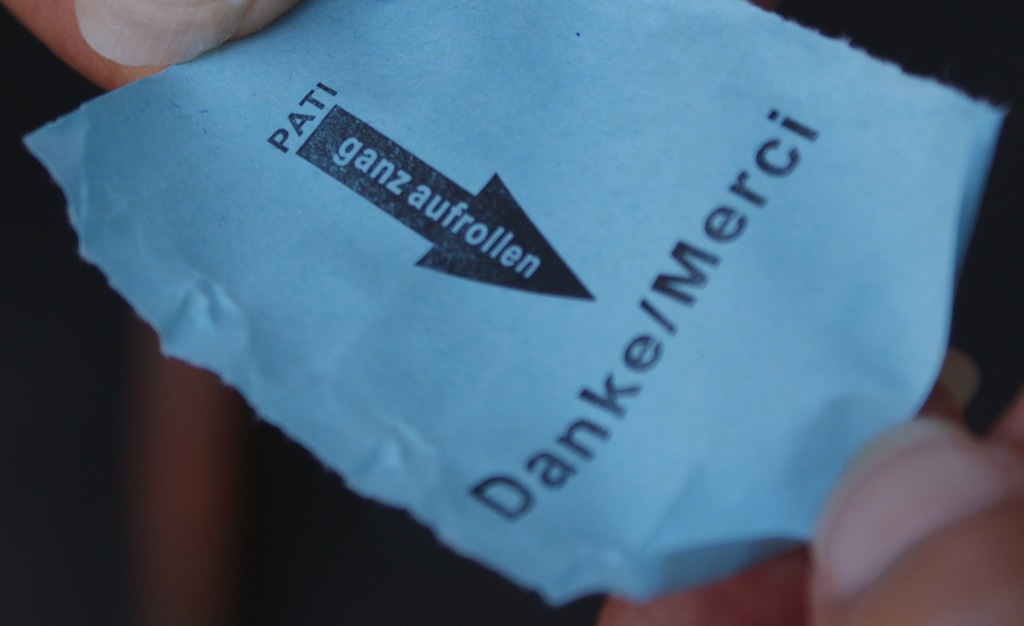 PATI
ganz aufrollen
Danke/Merci